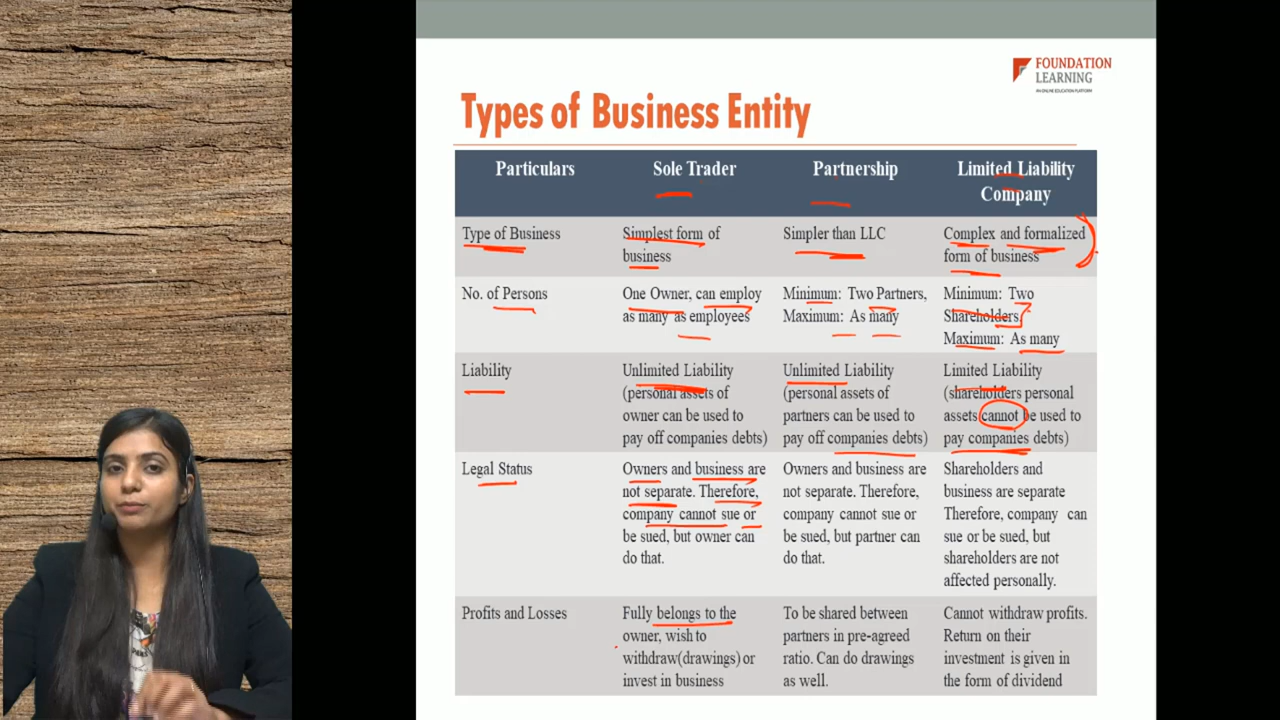 FOUNDATION
LEARNING
AN ONLINE EDUCATION PLATFORM
Types of Business Entity
Particulars
Sole Trader
Partnership
Limited Liability
Company
Type of Business
Simplest form of
business
Simpler than LLC
Complex and formalized
form of business
No. of Persons
One Owner, can employ
as many as employees
Minimum: Two Partners,
Maximum: As many
Minimum: Two
Shareholders,
Maximum: As many
Liability
Unlimited Liability
(personal assets of
owner can be used to
pay off companies debts)
Unlimited Liability
(personal assets of
partners can be used to
pay off companies debts)
Limited Liability
(shareholders personal
assets cannot be used to
pay companies debts)
Legal Status
Owners and business are
not separate. Therefore,
company cannot sue or
be sued, but owner can
do that.
Owners and business are
not separate. Therefore,
company cannot sue or
be sued, but partner can
do that.
Shareholders and
business are separate
Therefore, company can
sue or be sued, but
shareholders are not
affected personally.
Profits and Losses
Fully belongs to the
owner, wish to
withdraw(drawings) or
invest in business
To be shared between
partners in pre-agreed
ratio. Can do drawings
as well.
Cannot withdraw profits.
Return on their
investment is given in
the form of dividend